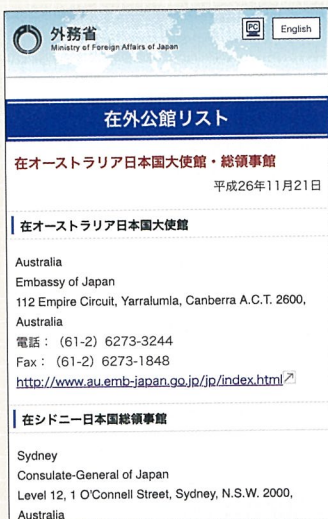 外務省
Ministry of Foreign Affairs of Japan
PC
English
在外公館リスト
在オーストラリア日本国大使館・総領事館
平成26年11月21日
在オーストラリア日本国大使館
Australia
Embassy of Japan
112 Empire Circuit, Yarralumla, Canberra A.C.T. 2600,
Australia
電話： (61-2) 6273-3244
Fax： (61-2) 6273-1848
http://www.au.emb-japan.go.jp/jp/index.html
在シドニー日本国総領事館
Sydney
Consulate-General of Japan
Level 12, 1 O'Connell Street, Sydney, N.S.W. 2000,
Australia